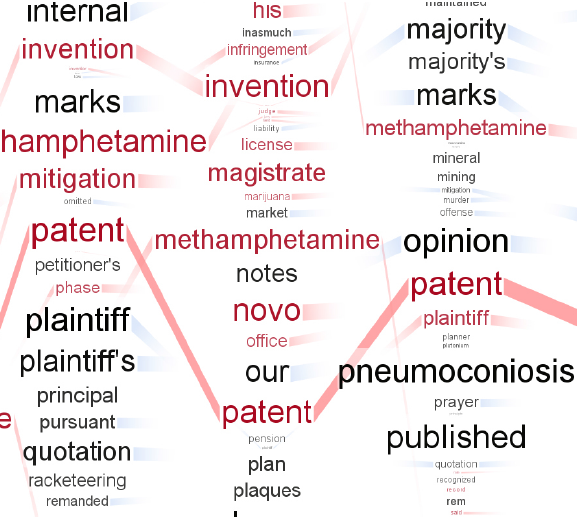 internal
invention
marks
hamphetamine
mitigation
omitted
patent
petitioner's
phase
plaintiff
plaintiff's
principal
pursuant
quotation
racketeering
remanded
e
his
inasmuch
infringement
insurance
invention
judge
liability
license
magistrate
marijuana
market
methamphetamine
notes
novo
office
our
patent
pension
plan
plaques
maintained
majority
majority's
marks
methamphetamine
mineral
mining
mitigation
murder
offense
opinion
patent
plaintiff
planner
plutonium
pneumoconiosis
prayer
published
quotation
recognized
record
rem
said